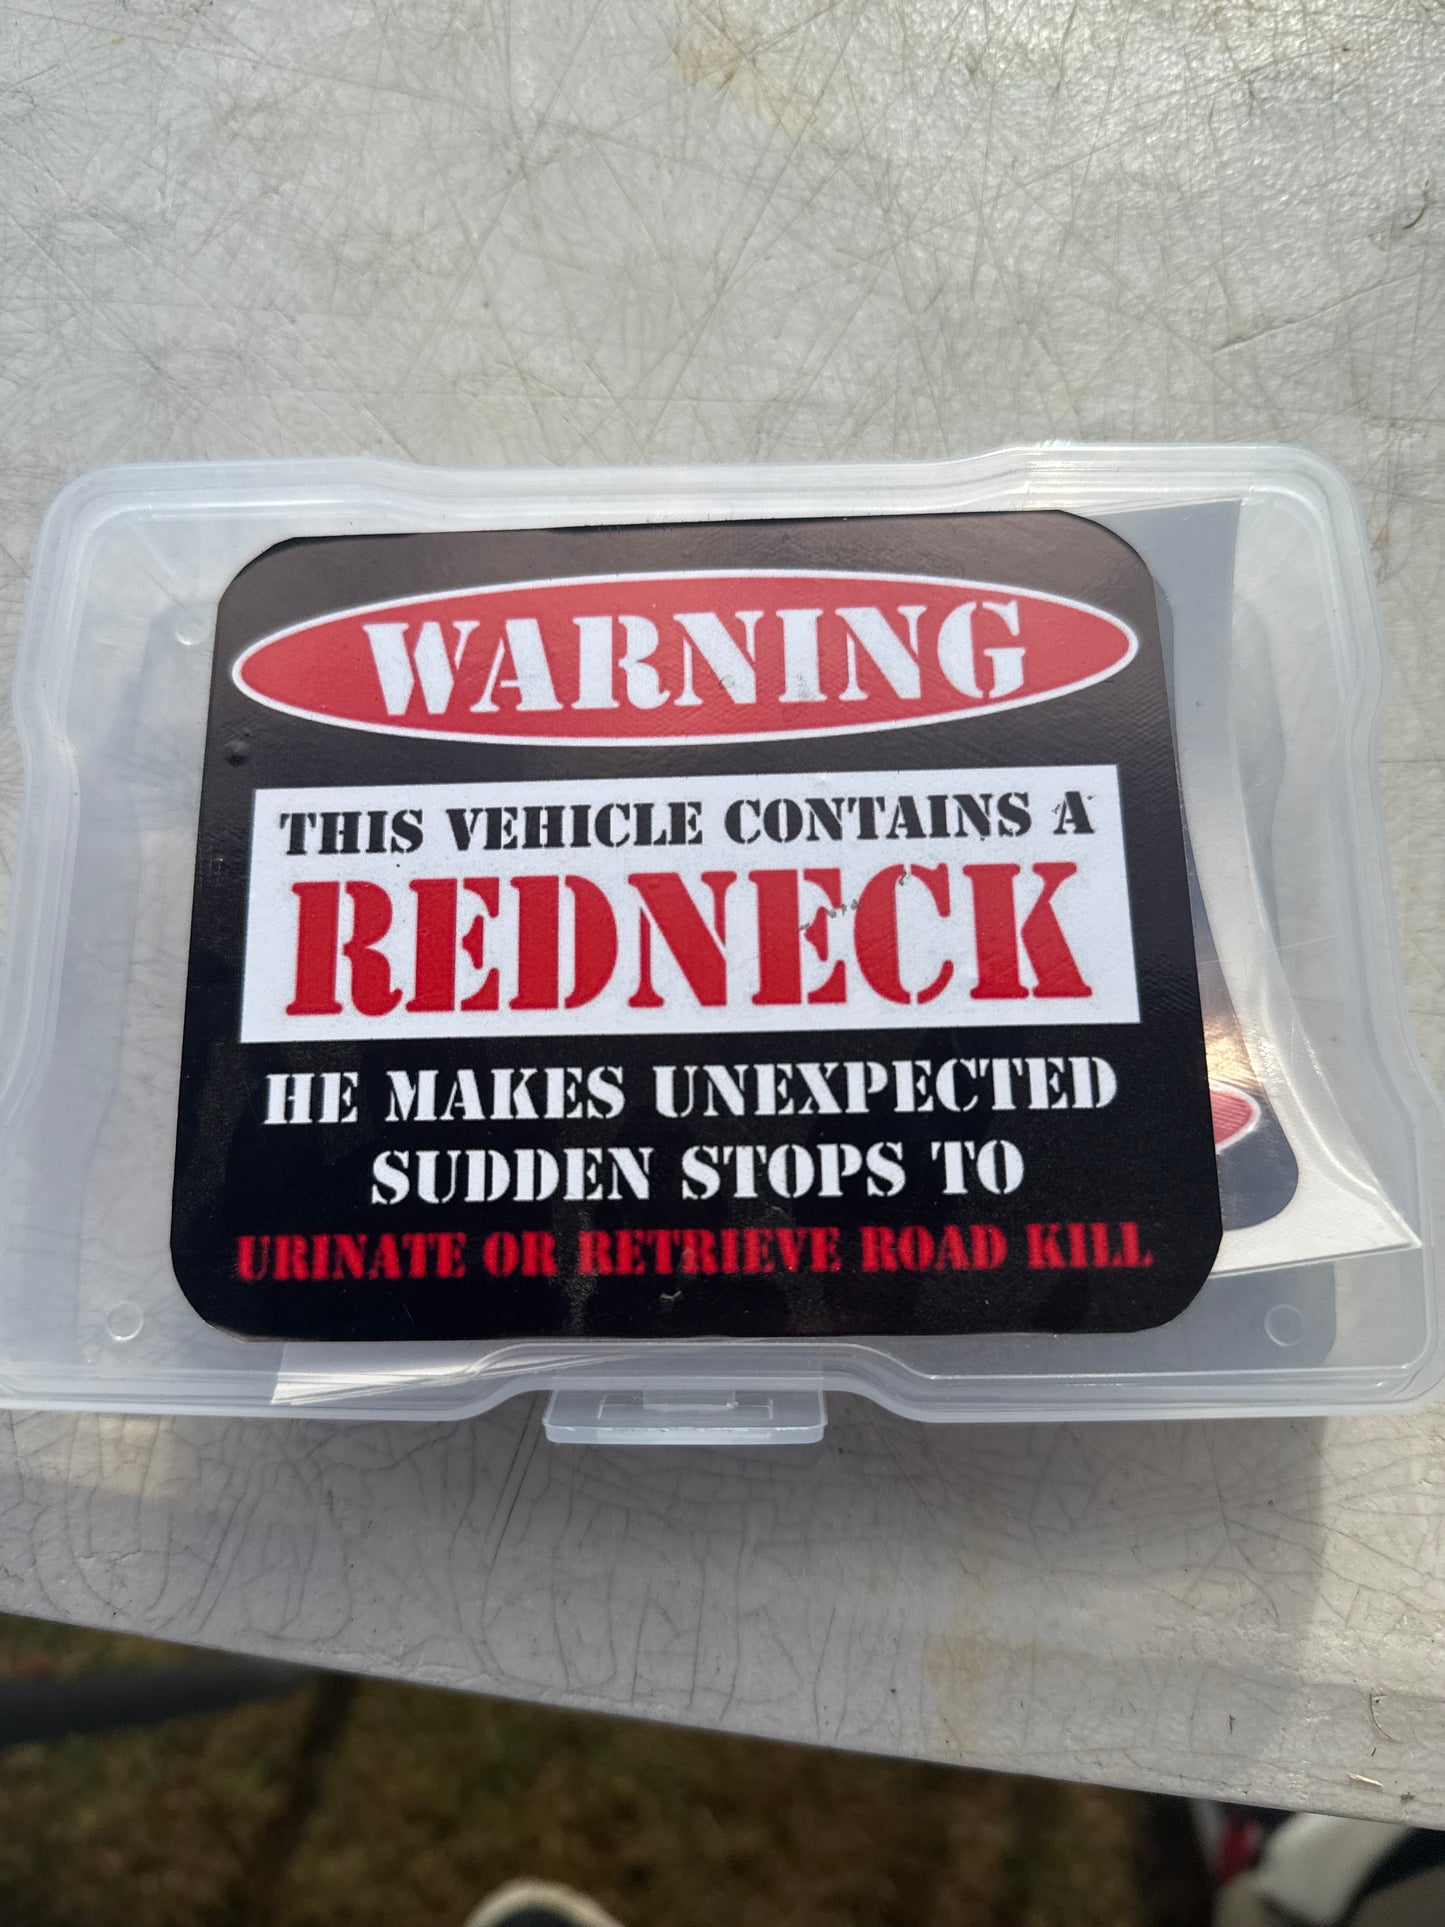 WARNING
THIS VEHICLE CONTAINS A
REDNECK
HE MAKES UNEXPECTED
SUDDEN STOPS TO
URINATE OR RETRIEVE ROAD KILL